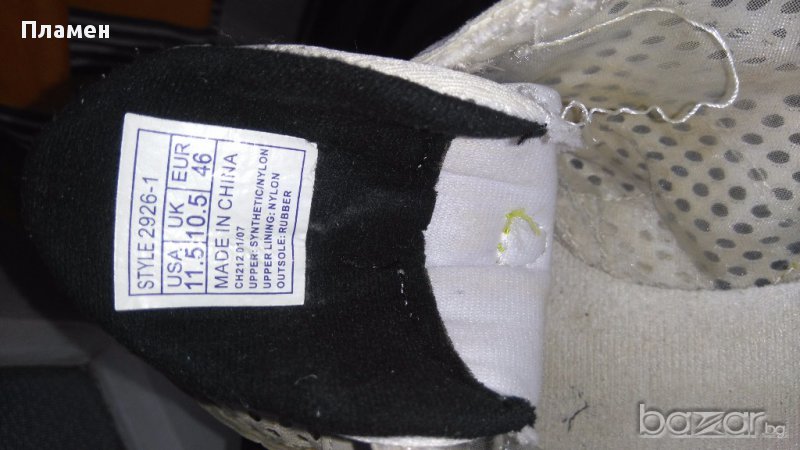 Пламен
STYLE 2926-1
USA UK EUR
11.5 10.5 46
MADE IN CHINA
CH212 01/07
UPPER: SYNTHETIC/NYLON
UPPER LINING: NYLON
OUTSOLE: RUBBER
bazar.bg